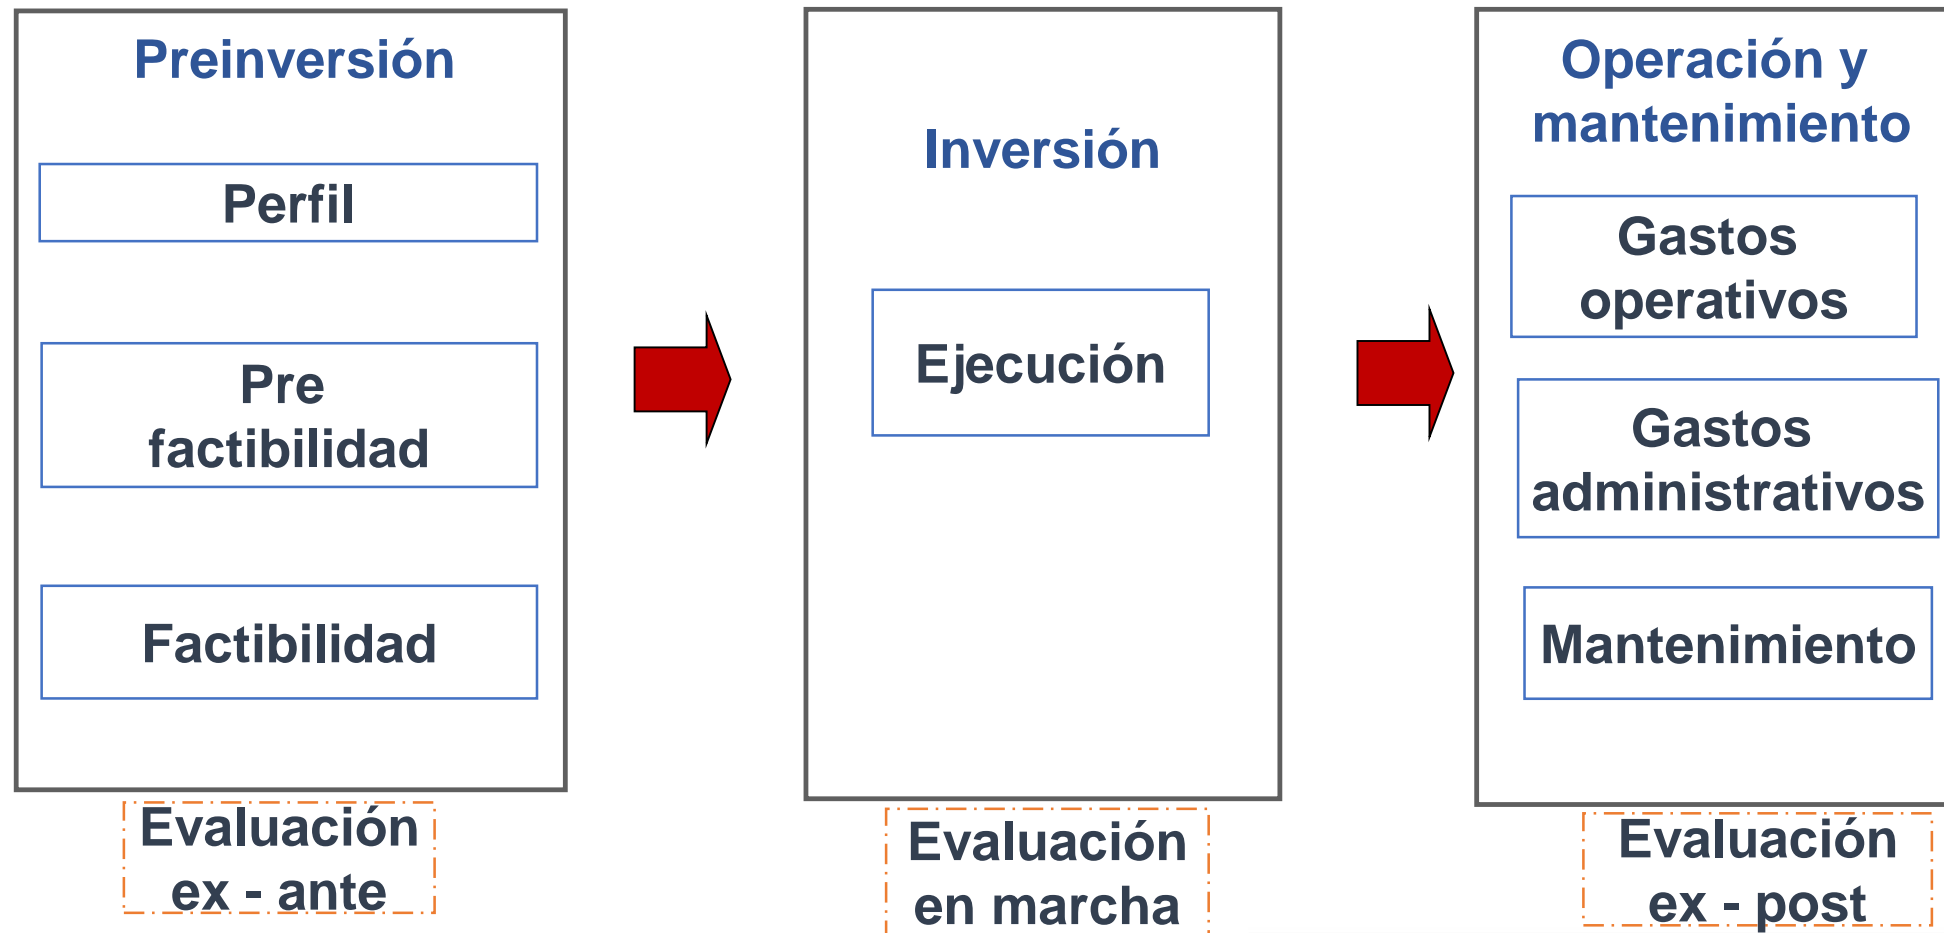 Preinversión
Perfil
Pre
factibilidad
Factibilidad
Evaluación
ex - ante
Inversión
Ejecución
Evaluación
en marcha
Operación y
mantenimiento
Gastos
operativos
Gastos
administrativos
Mantenimiento
Evaluación
ex - post